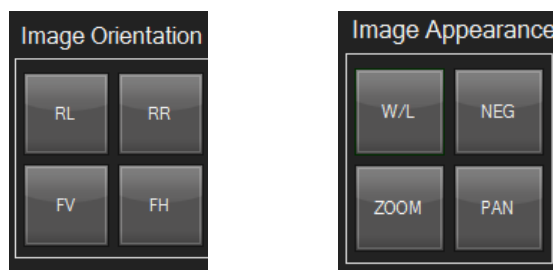 Image Orientation
RL RR
FV FH
Image Appearance
W/L NEG
ZOOM PAN